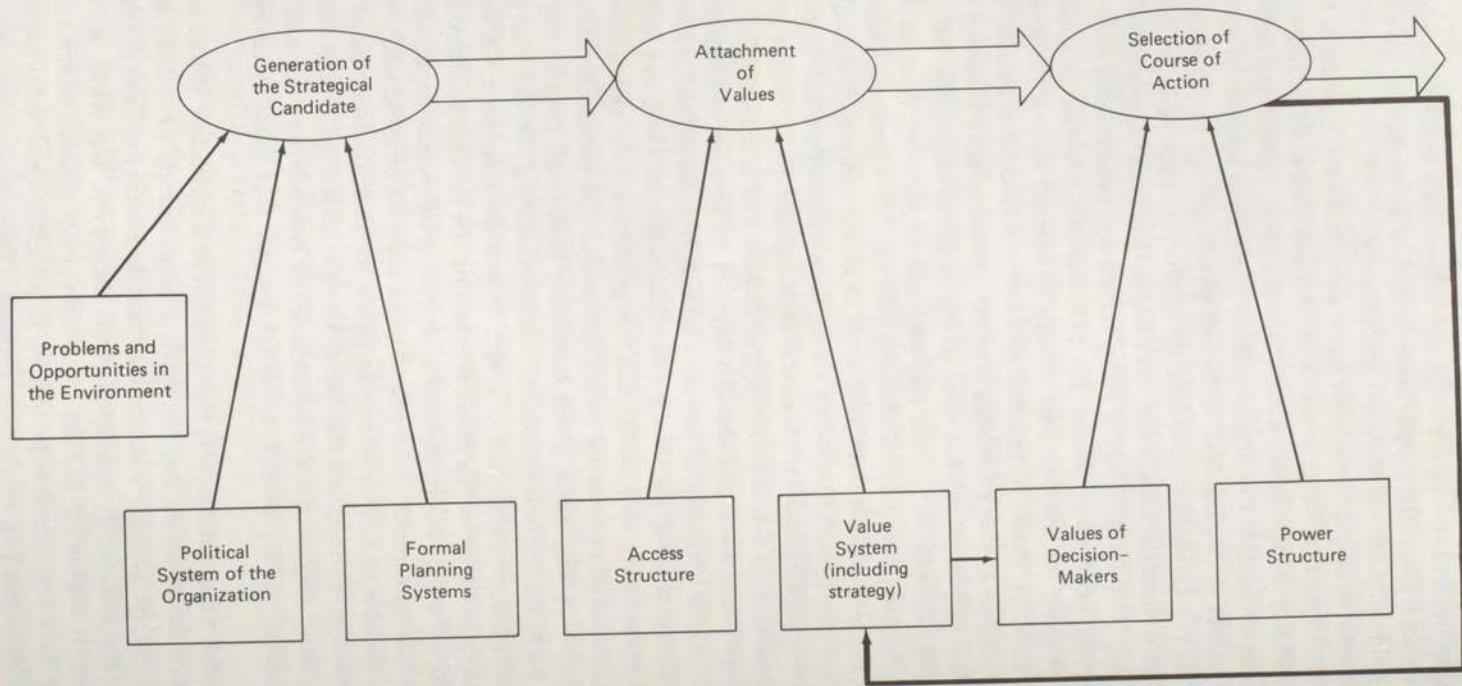 Generation of
the Strategical
Candidate
Attachment
of
Values
Selection of
Course of
Action
Problems and
Opportunities in
the Environment
Political
System of the
Organization
Formal
Planning
Systems
Access
Structure
Value
System
(including
strategy)
Values of
Decision–
Makers
Power
Structure